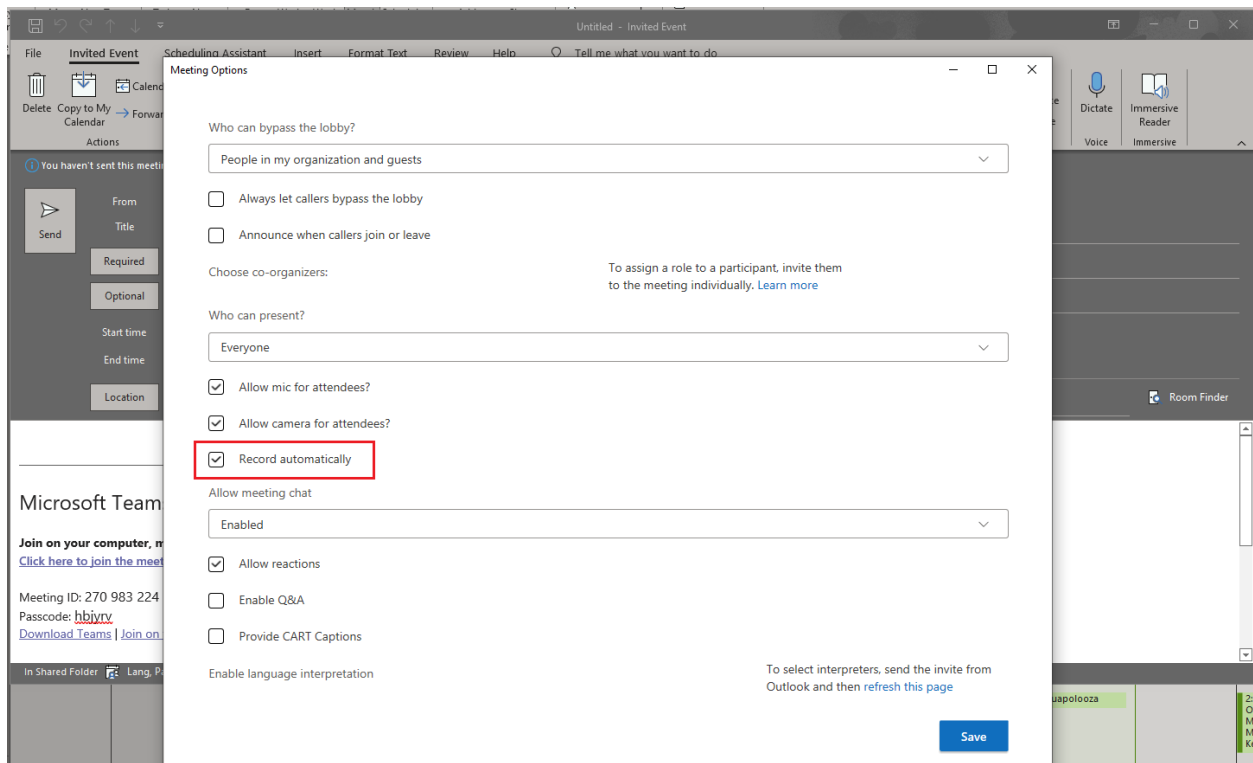 Untitled - Invited Event
File Invited Event Scheduling Assistant Insert Format Text Review Help Tell me what you want to do
Meeting Options
Delete
Copy to My Calendar
Calend
Forwar
Actions
Dictate
Immersive Reader
Voice
Immersive
You haven't sent this meetin
Send
From
Title
Required
Optional
Start time
End time
Location
Room Finder
Who can bypass the lobby?
People in my organization and guests
Always let callers bypass the lobby
Announce when callers join or leave
Choose co-organizers:
To assign a role to a participant, invite them
to the meeting individually. Learn more
Who can present?
Everyone
Allow mic for attendees?
Allow camera for attendees?
Record automatically
Allow meeting chat
Enabled
Allow reactions
Enable Q&A
Provide CART Captions
Enable language interpretation
To select interpreters, send the invite from
Outlook and then refresh this page
Save
Microsoft Team
Join on your computer, m
Click here to join the meet
Meeting ID: 270 983 224
Passcode: hbjyrv
Download Teams | Join on
In Shared Folder Lang, Pa
uapolooza